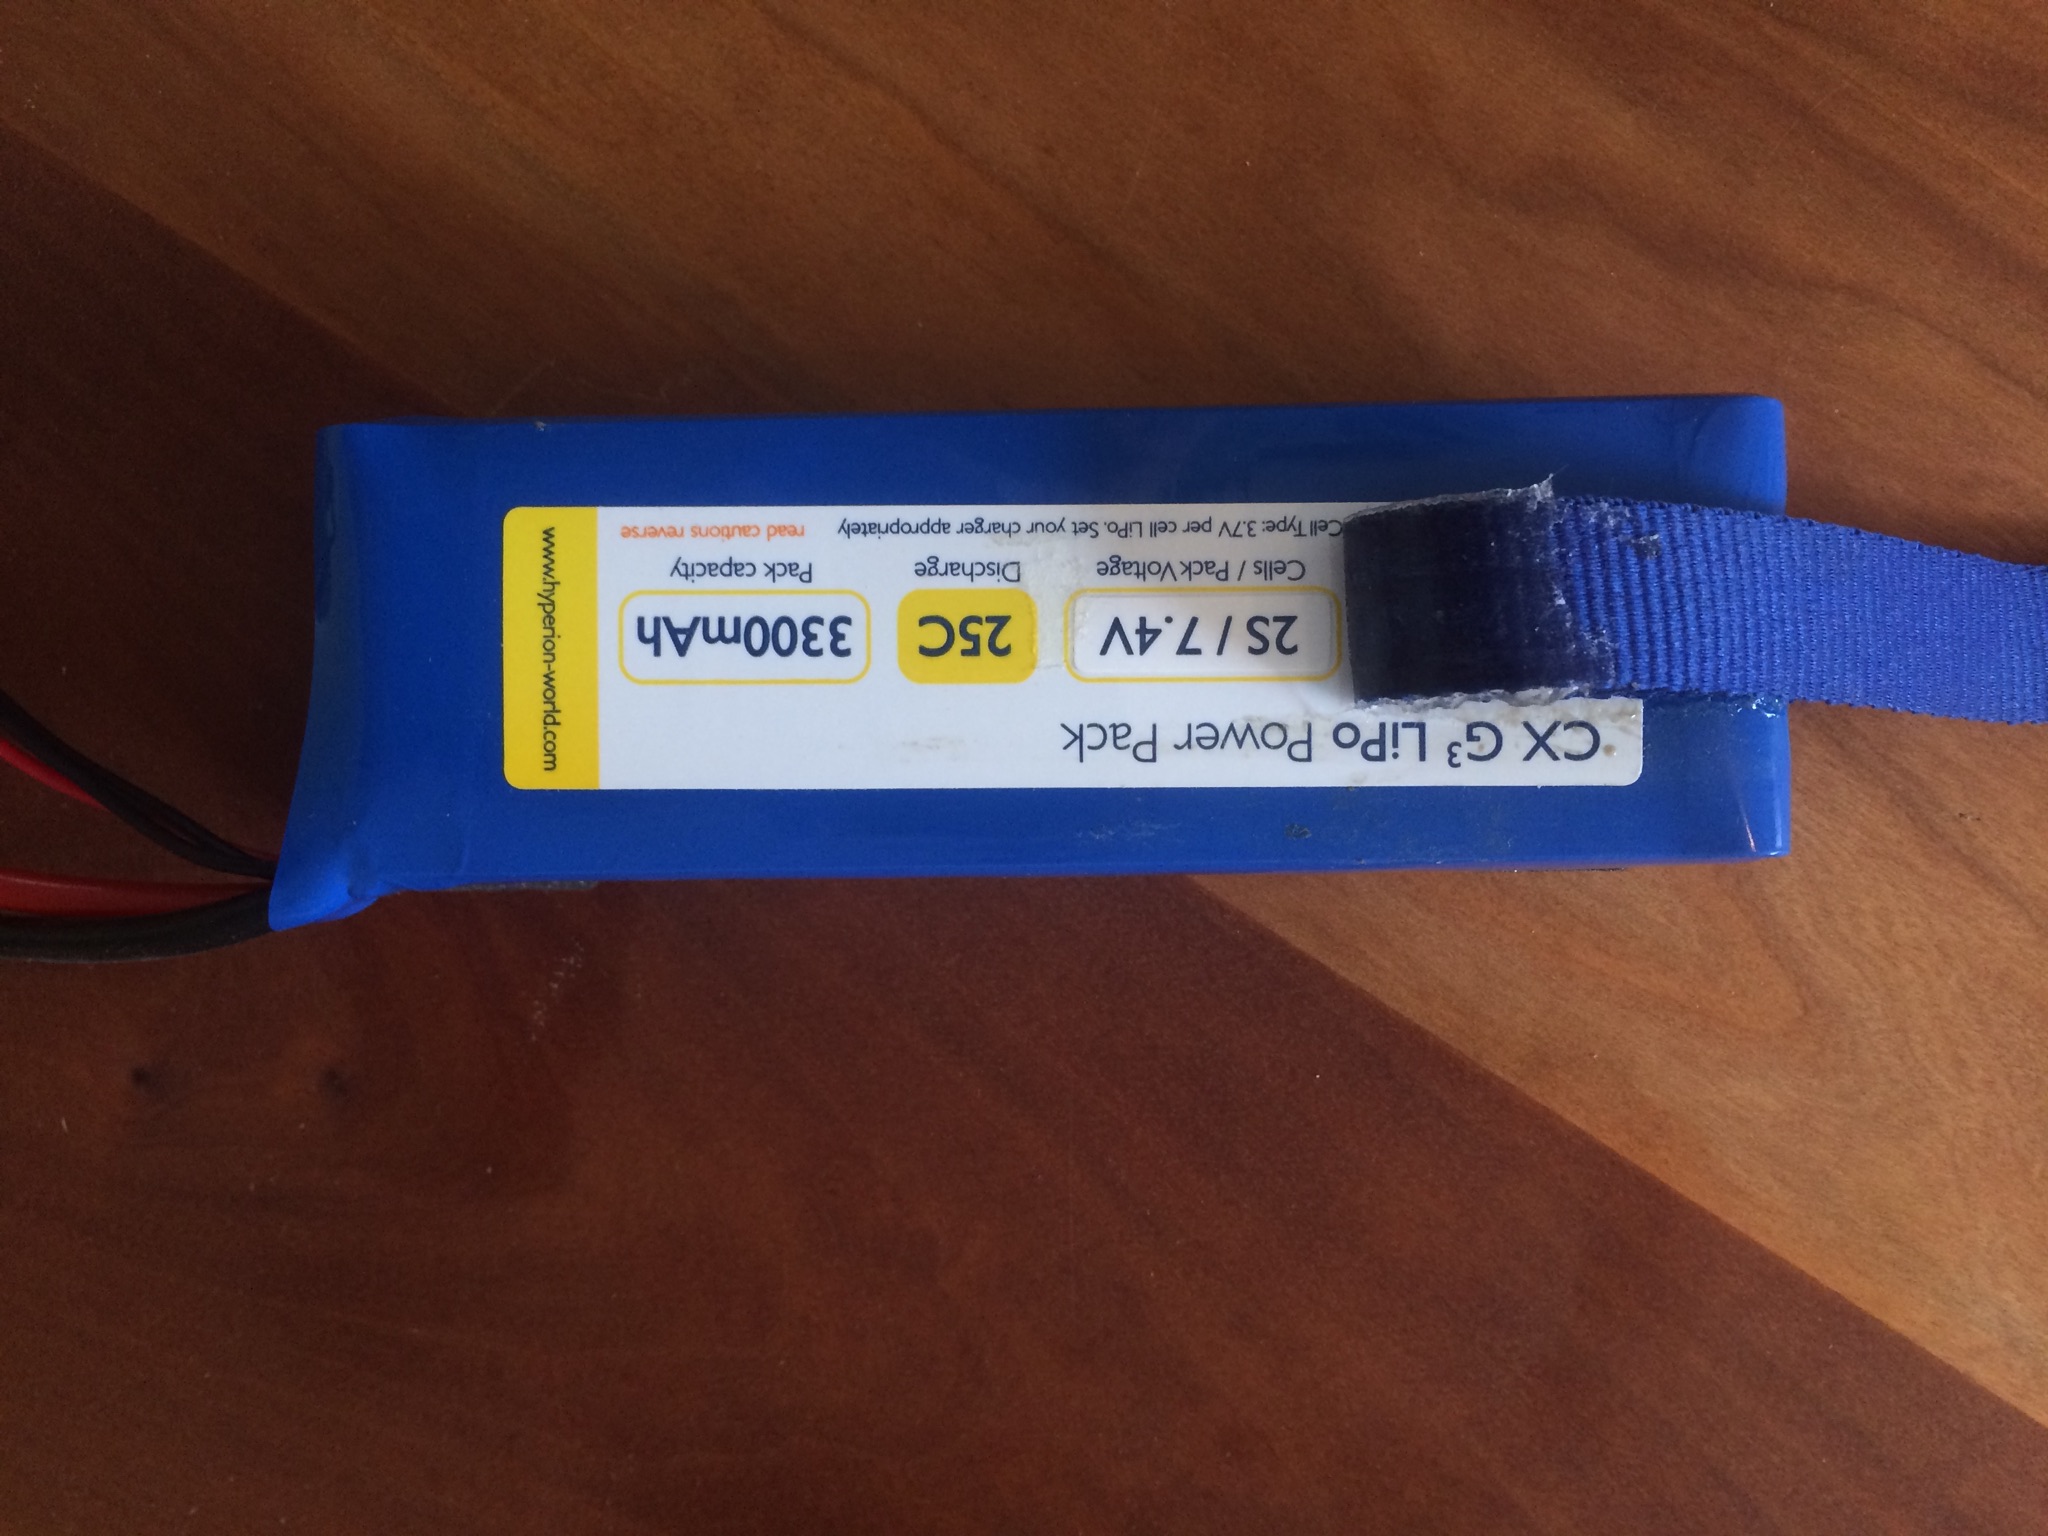 CX G³ LiPo Power Pack
2S / 7.4V
25C
3300mAh
Cells / Pack Voltage
Discharge
Pack capacity
Cell Type: 3.7V per cell LiPo. Set your charger appropriately
read cautions reverse
www.hyperion-world.com